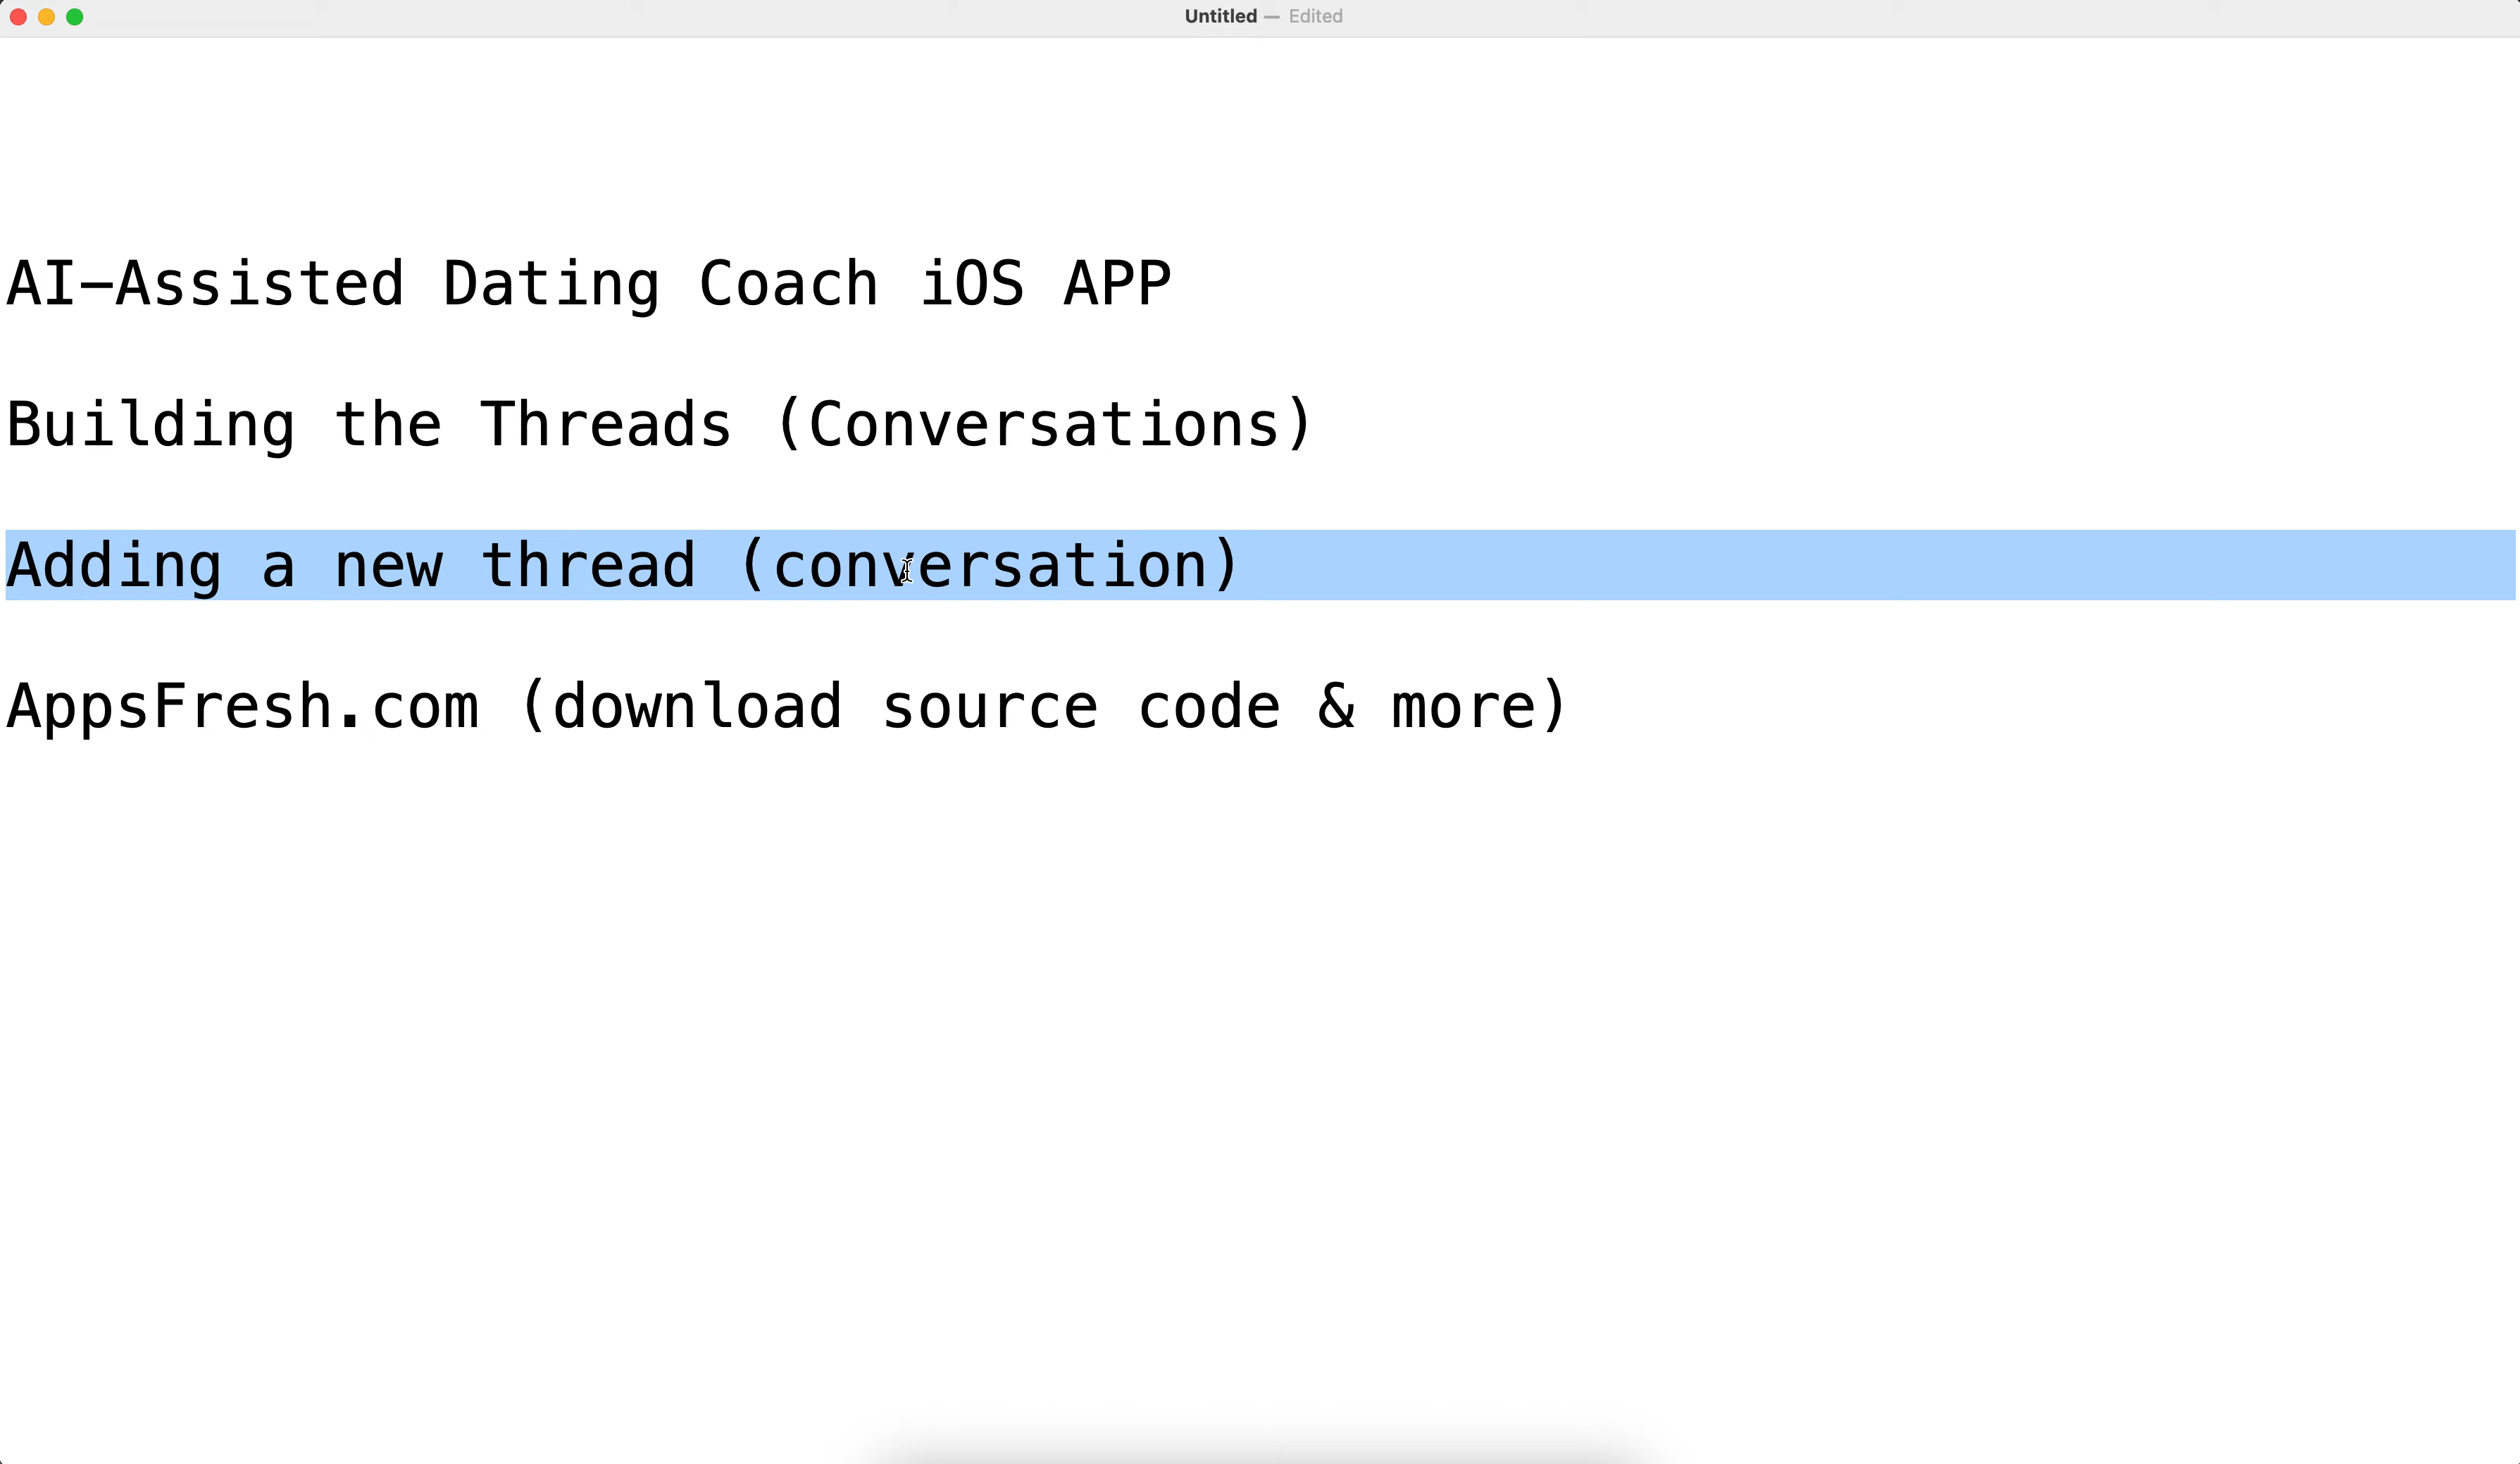 Untitled — Edited
AI-Assisted Dating Coach iOS APP
Building the Threads (Conversations)
Adding a new thread (conversation)
AppsFresh.com (download source code & more)